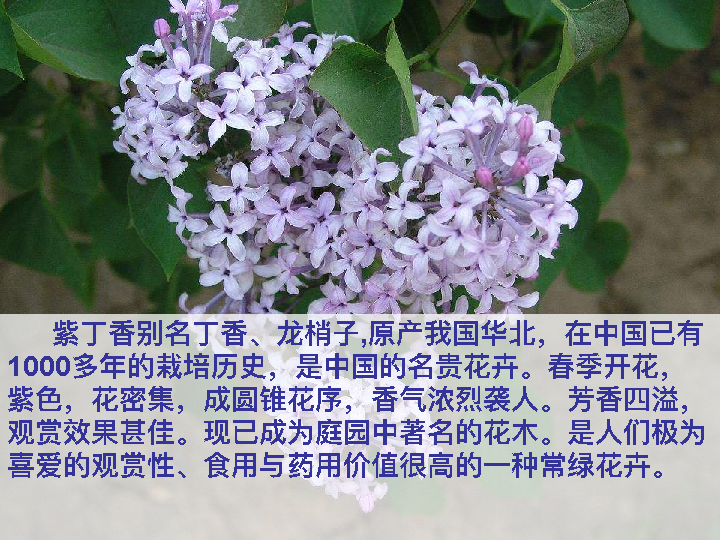 紫丁香别名丁香、龙梢子,原产我国华北，在中国已有
1000多年的栽培历史，是中国的名贵花卉。春季开花，
紫色，花密集，成圆锥花序，香气浓烈袭人。芳香四溢，
观赏效果甚佳。现已成为庭园中著名的花木。是人们极为
喜爱的观赏性、食用与药用价值很高的一种常绿花卉。